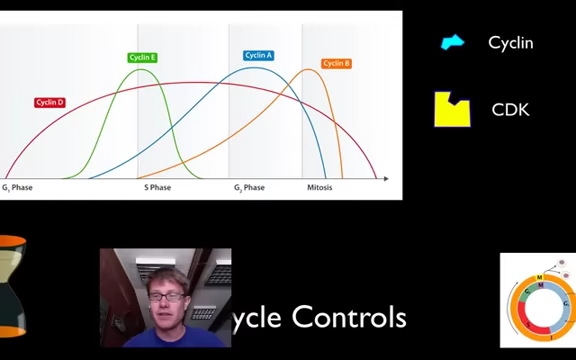 Cyclin E
Cyclin A
Cyclin B
Cyclin D
Cyclin
CDK
G₁ Phase
S Phase
G₂ Phase
Mitosis
ycle Controls
M
M